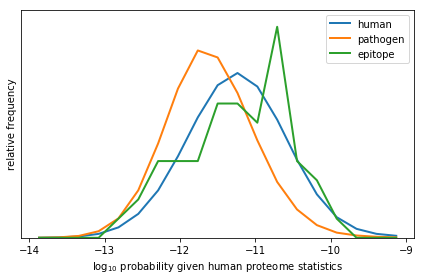 human
pathogen
epitope
relative frequency
−14 −13 −12 −11 −10 −9
log₁₀ probability given human proteome statistics